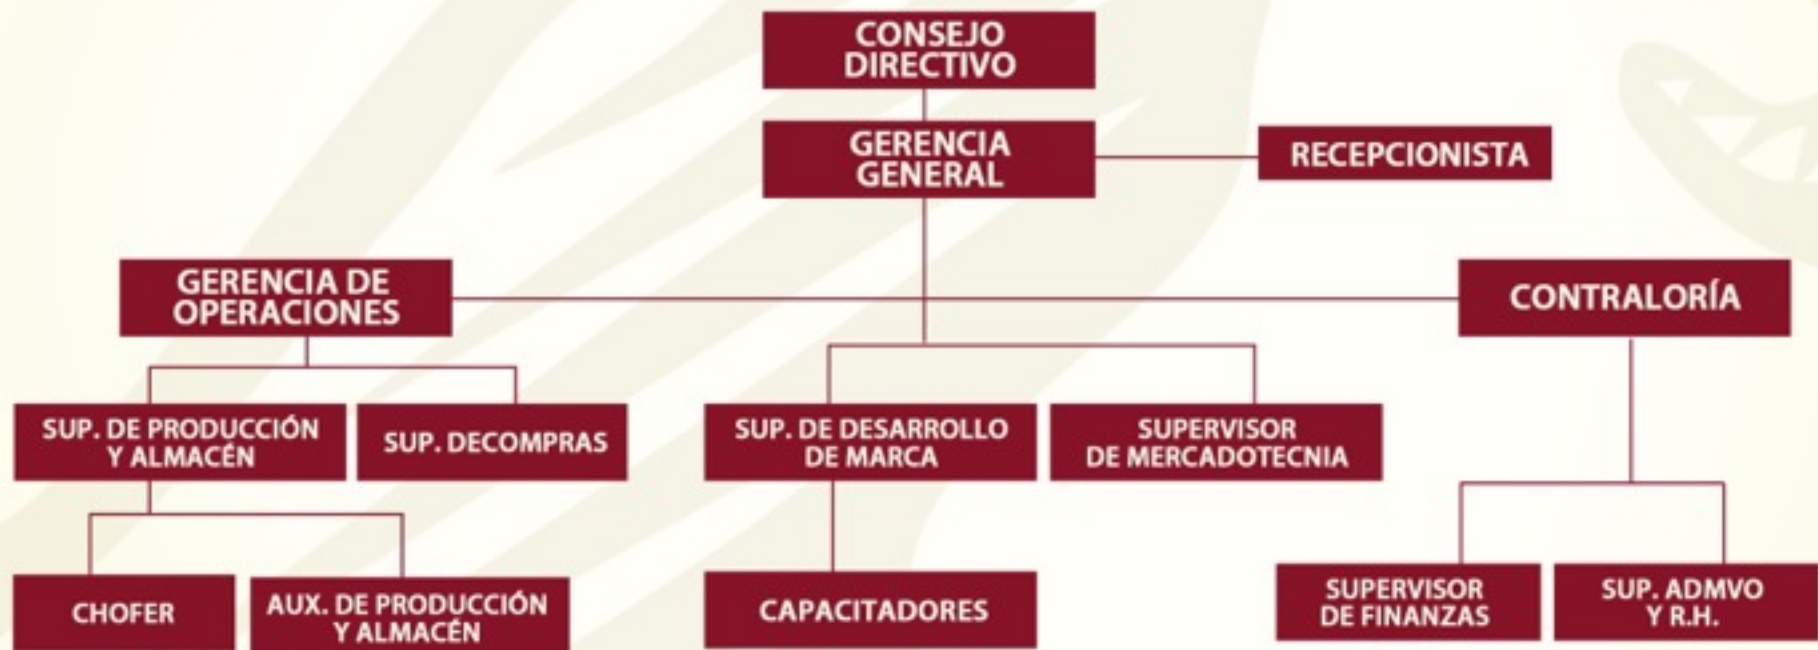 CONSEJO
DIRECTIVO
GERENCIA
GENERAL
RECEPCIONISTA
GERENCIA DE
OPERACIONES
CONTRALORÍA
SUP. DE PRODUCCIÓN
Y ALMACÉN
SUP. DECOMPRAS
SUP. DE DESARROLLO
DE MARCA
SUPERVISOR
DE MERCADOTECNIA
CHOFER
AUX. DE PRODUCCIÓN
Y ALMACÉN
CAPACITADORES
SUPERVISOR
DE FINANZAS
SUP. ADMVO
Y R.H.